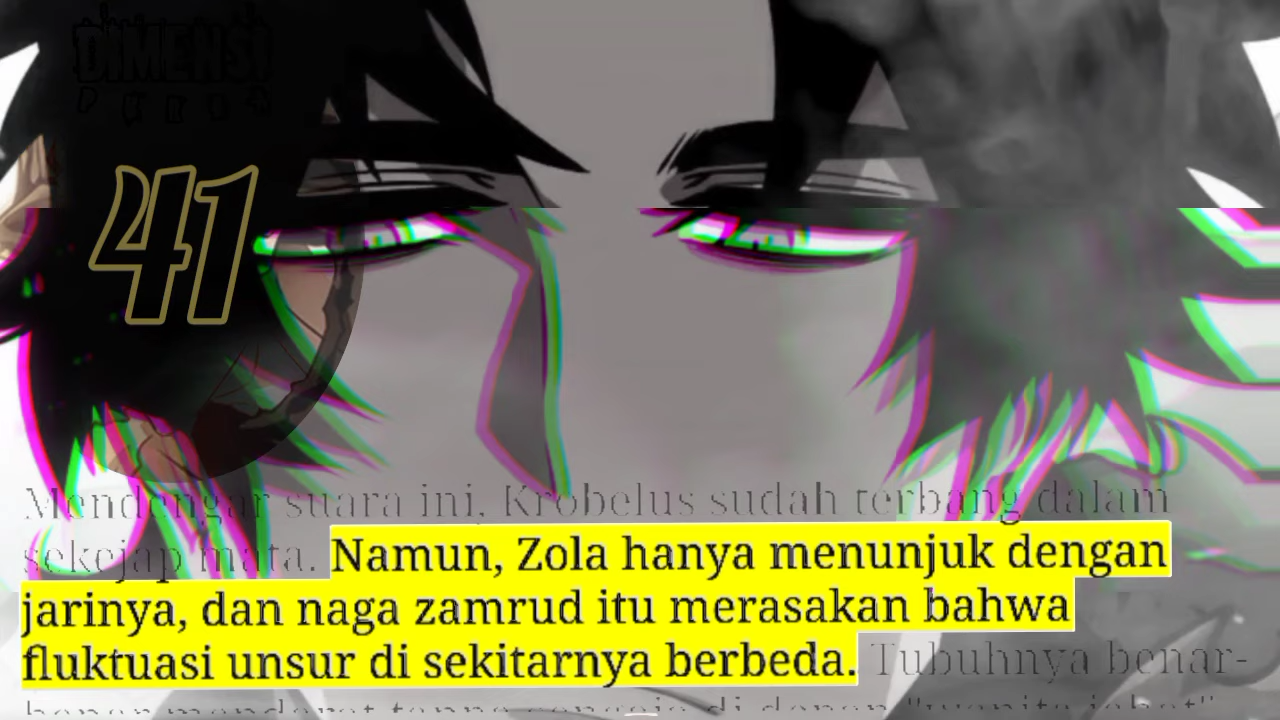 DIMENSI
41
Mendengar suara ini, Krobelus sudah terbang dalam
sekejap mata. Namun, Zola hanya menunjuk dengan
jarinya, dan naga zamrud itu merasakan bahwa
fluktuasi unsur di sekitarnya berbeda. Tubuhnya benar-